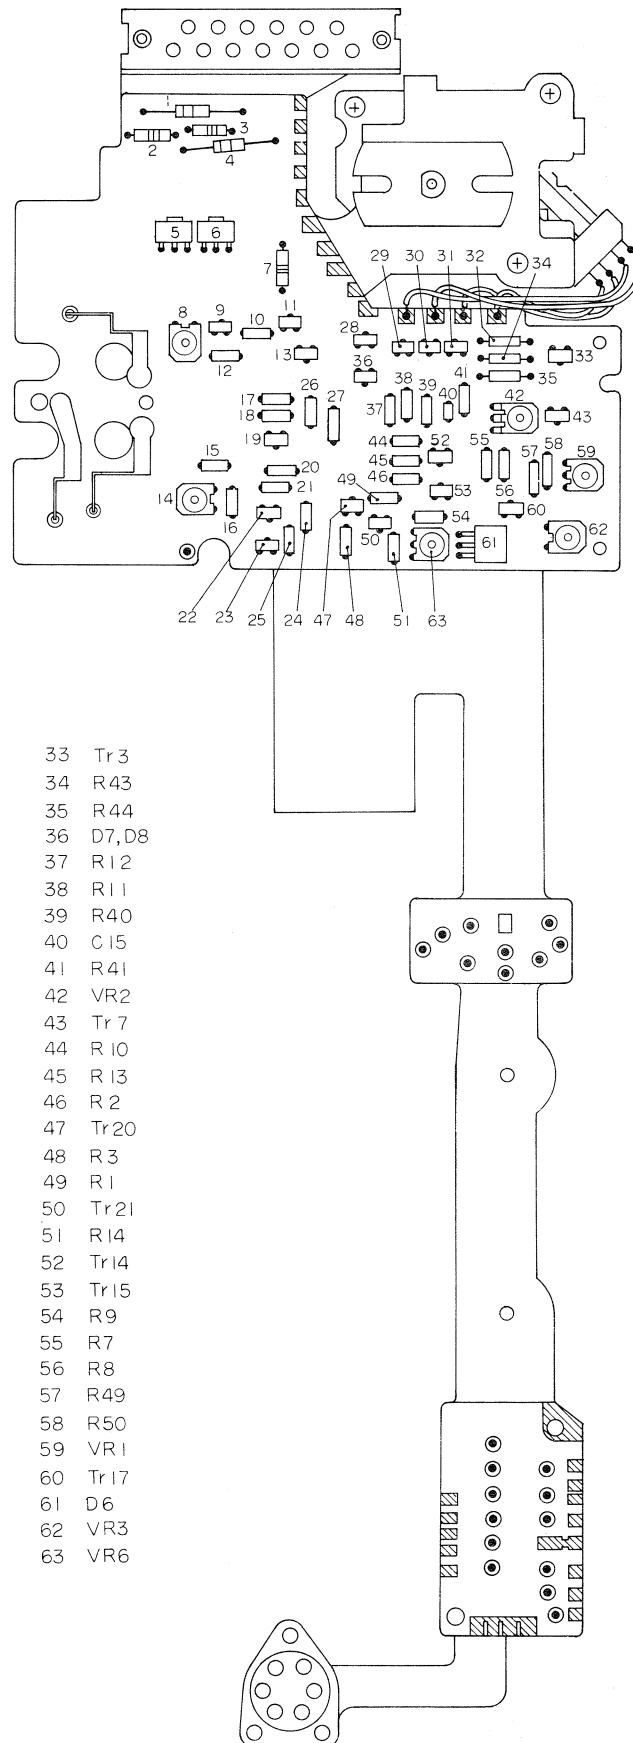 1
2
3
4
5 6
7
8 9 10 11
12 13
28 29 30 31 32 34
33
35
36
17 26 27 37 38 39 40 41 42 43
18
19
44
45
46
52 55 56 57 58 59
15 20
21
14 16
49 53 60
50 54 61 62
22 23 25 24 47 48 51 63
33 Tr3
34 R43
35 R44
36 D7,D8
37 R12
38 R11
39 R40
40 C15
41 R41
42 VR2
43 Tr7
44 R10
45 R13
46 R2
47 Tr20
48 R3
49 R1
50 Tr21
51 R14
52 Tr14
53 Tr15
54 R9
55 R7
56 R8
57 R49
58 R50
59 VR1
60 Tr17
61 D6
62 VR3
63 VR6